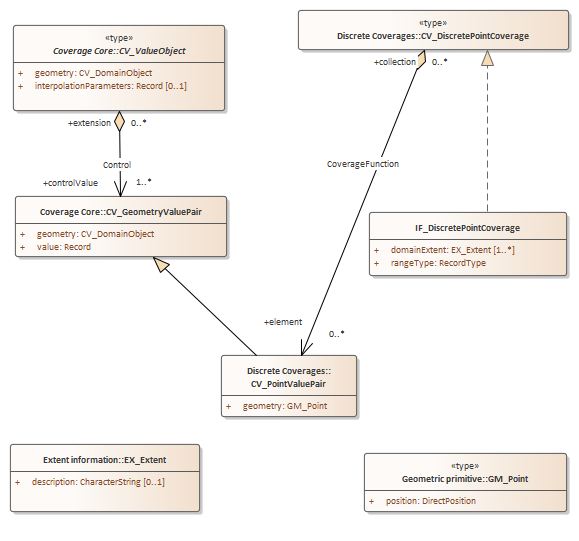 «type»
Coverage Core::CV_ValueObject
+ geometry: CV_DomainObject
+ interpolationParameters: Record [0..1]
«type»
Discrete Coverages::CV_DiscretePointCoverage
+extension 0..*
+collection 0..*
Control
CoverageFunction
+controlValue 1..*
Coverage Core::CV_GeometryValuePair
+ geometry: CV_DomainObject
+ value: Record
IF_DiscretePointCoverage
+ domainExtent: EX_Extent [1..*]
+ rangeType: RecordType
+element
0..*
Discrete Coverages::
CV_PointValuePair
+ geometry: GM_Point
Extent information::EX_Extent
+ description: CharacterString [0..1]
«type»
Geometric primitive::GM_Point
+ position: DirectPosition